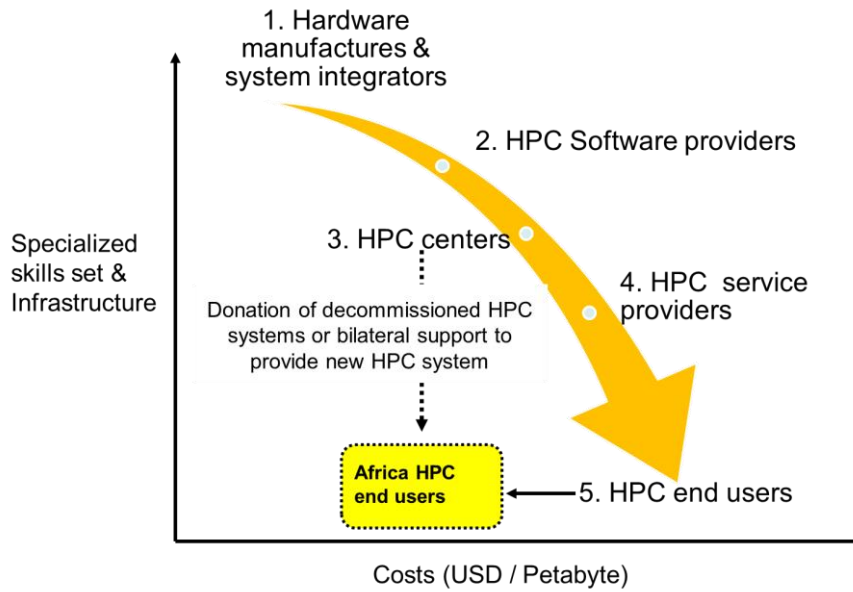 1. Hardware
manufactures &
system integrators
2. HPC Software providers
3. HPC centers
Specialized
skills set &
Infrastructure
4. HPC service
providers
Donation of decommissioned HPC
systems or bilateral support to
provide new HPC system
Africa HPC
end users
5. HPC end users
Costs (USD / Petabyte)